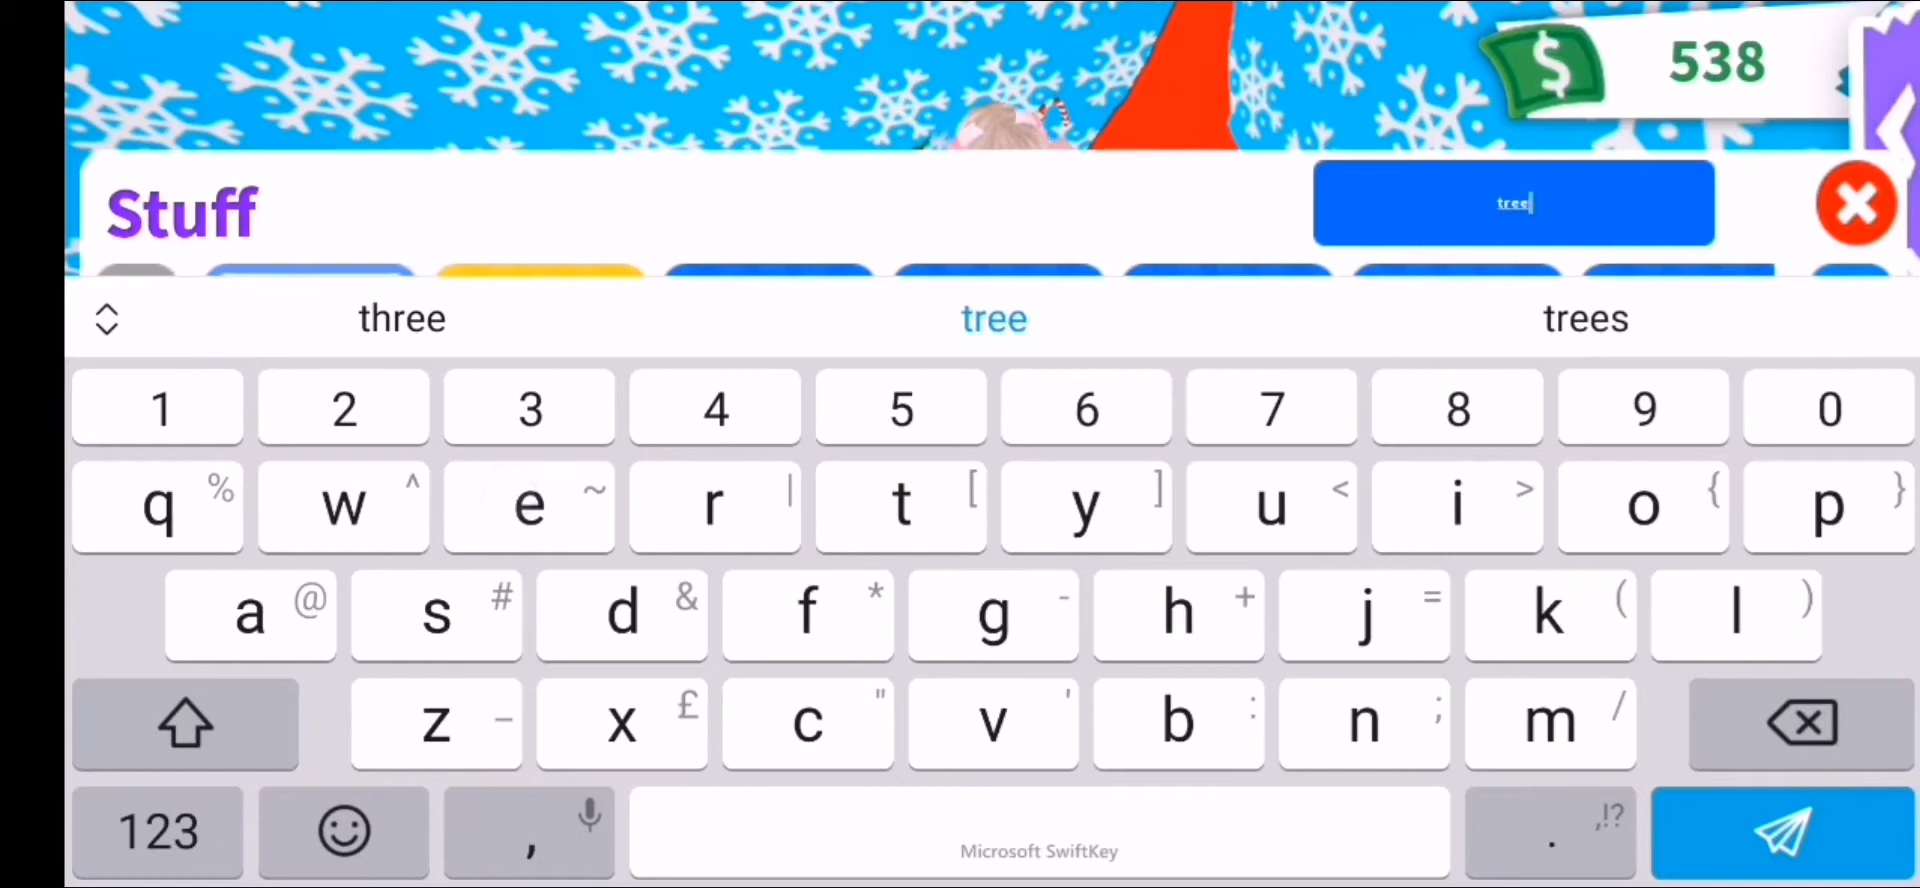 $ 538
Stuff
tree
three tree trees
1 2 3 4 5 6 7 8 9 0
q % w ^ e ~ r | t [ y ] u < i > o { p }
a @ s # d & f * g - h + j = k ( l )
z _ x £ c " v ' b : n ; m /
123 , Microsoft SwiftKey . ,!?